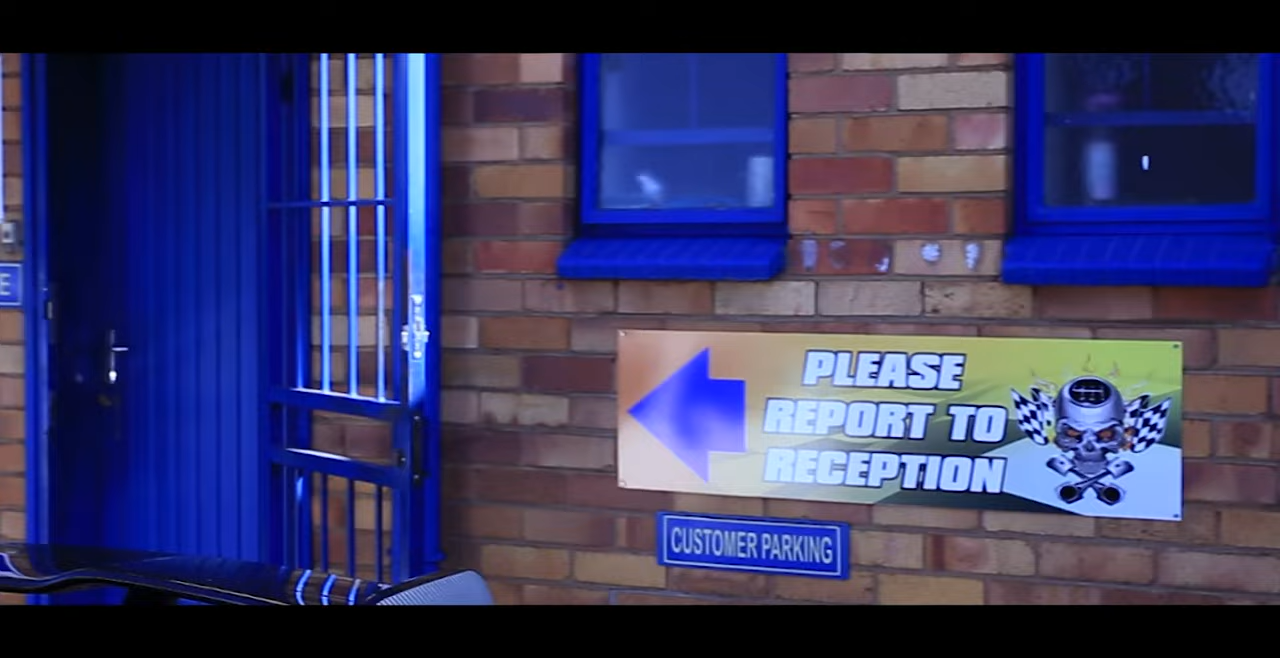 E
PLEASE
REPORT TO
RECEPTION
CUSTOMER PARKING